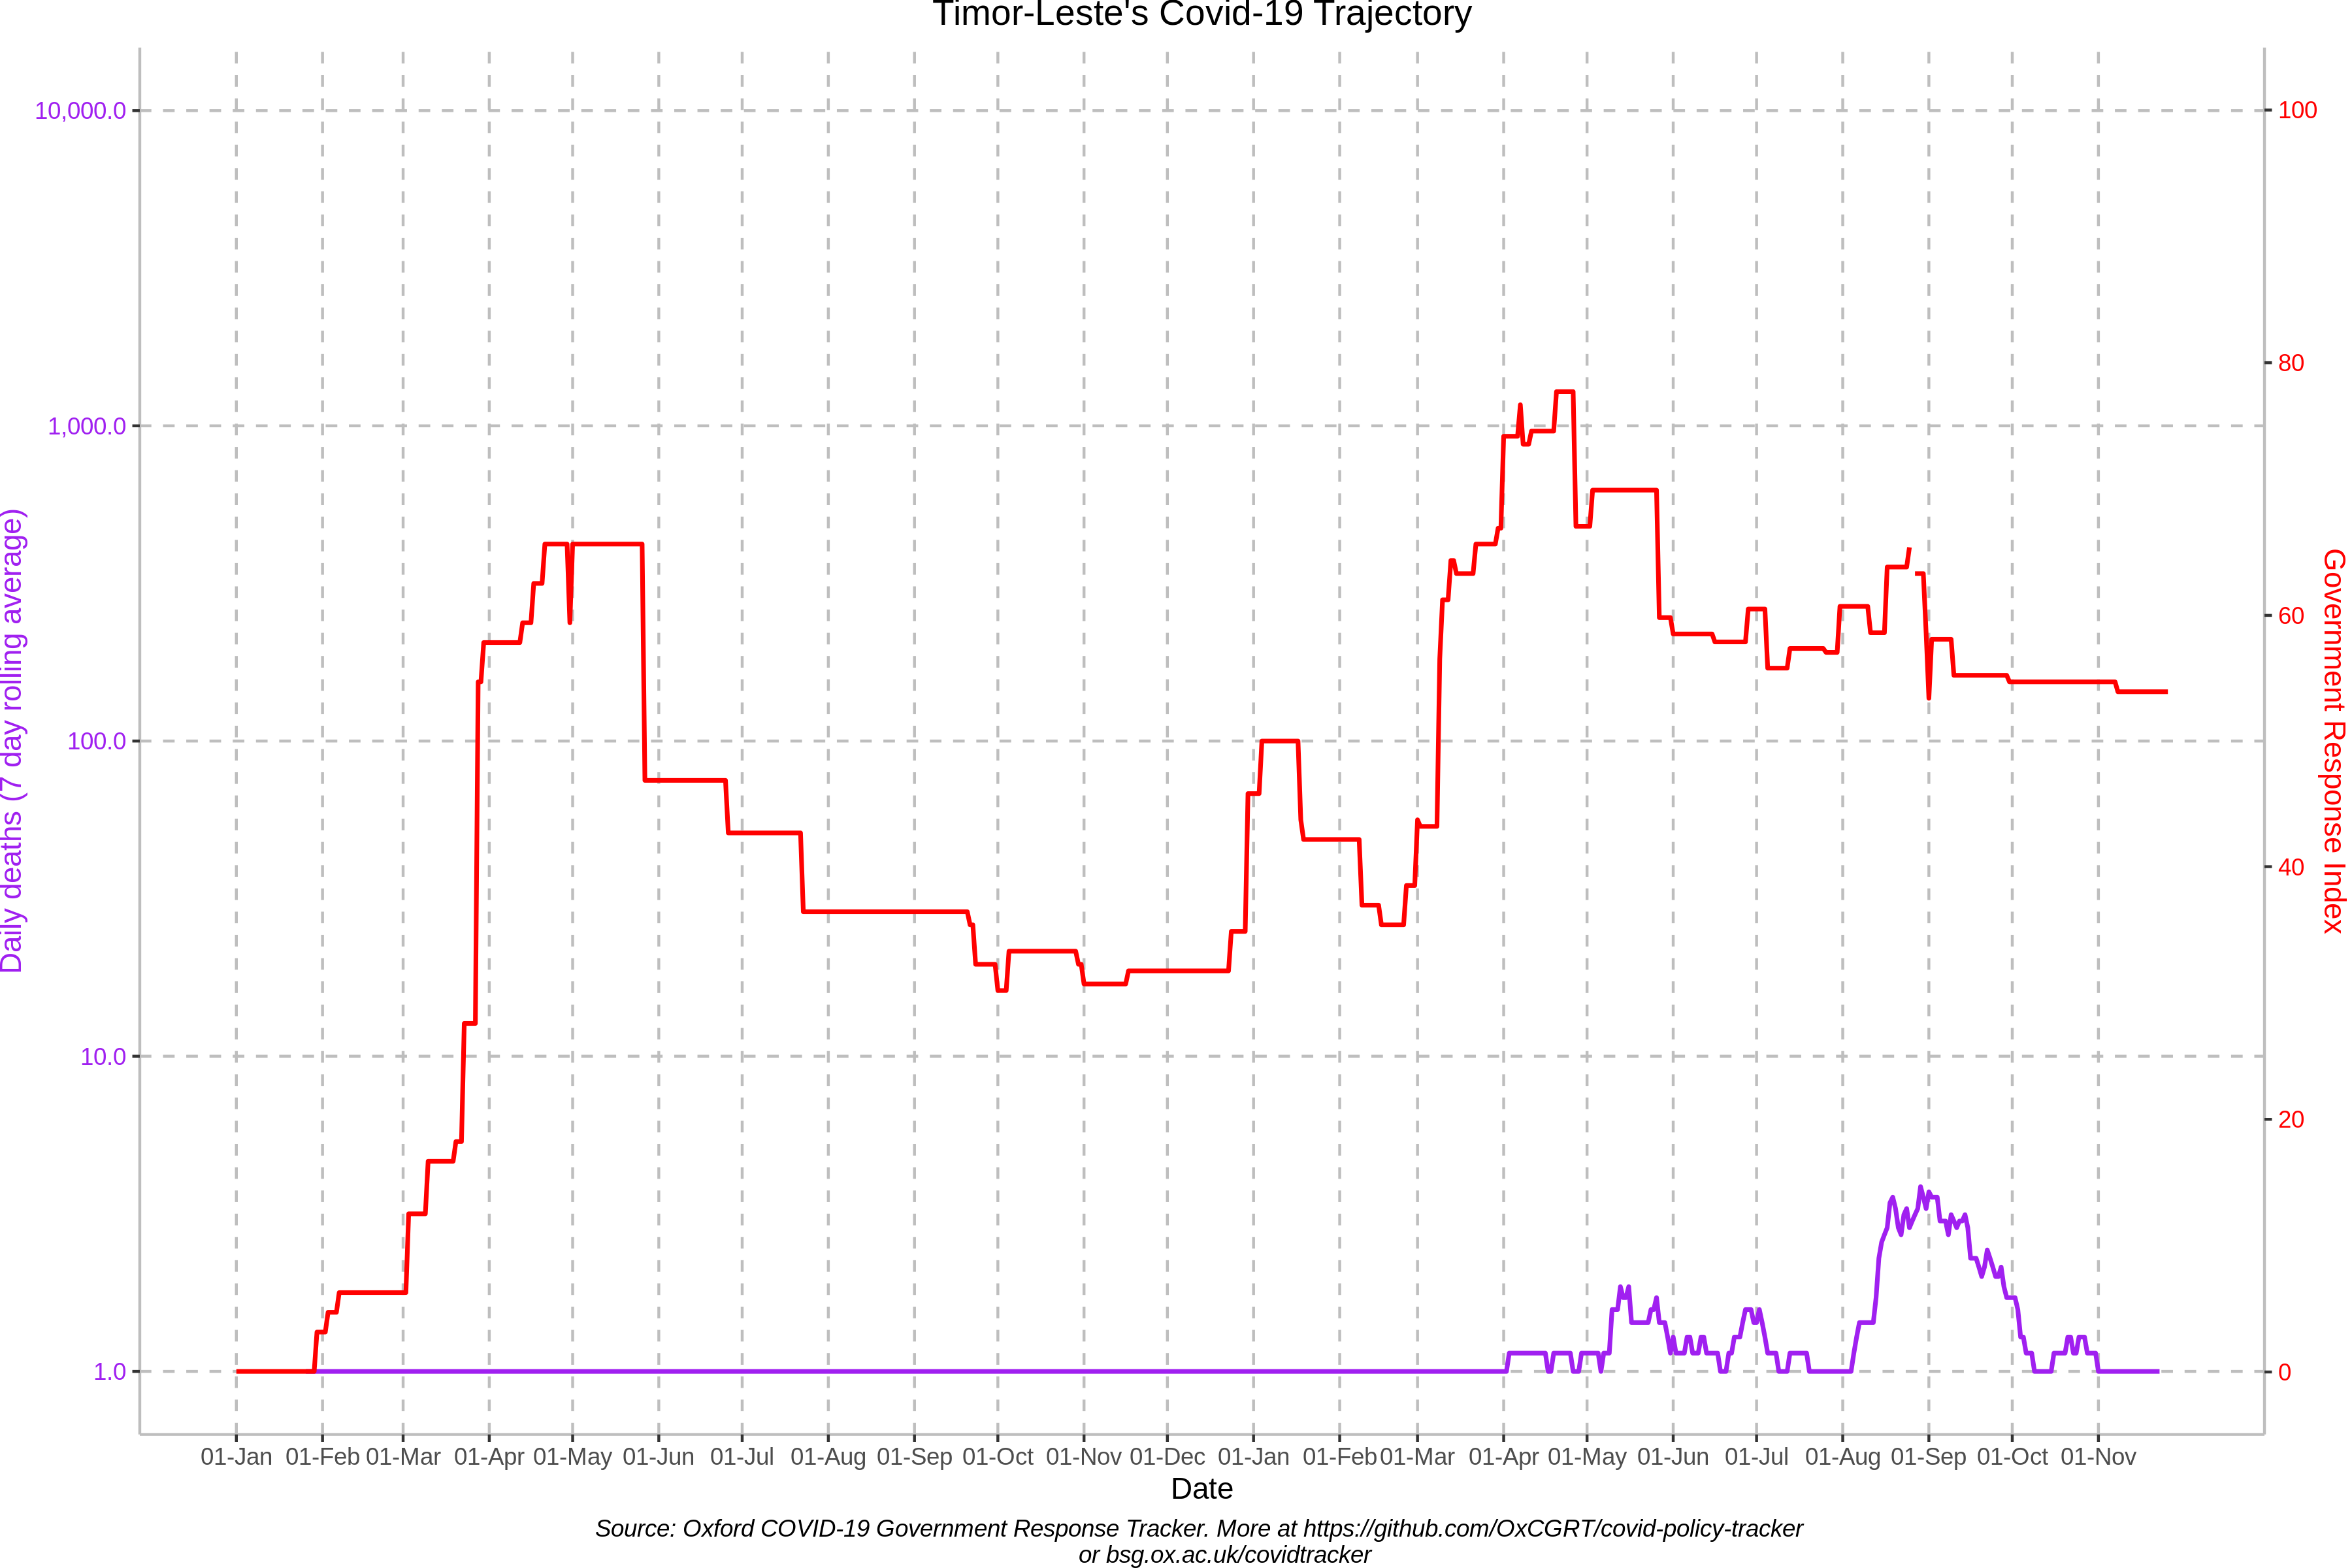 Timor-Leste's Covid-19 Trajectory
10,000.0
1,000.0
100.0
10.0
1.0
Daily deaths (7 day rolling average)
100
80
60
40
20
0
Government Response Index
01-Jan 01-Feb 01-Mar 01-Apr 01-May 01-Jun 01-Jul 01-Aug 01-Sep 01-Oct 01-Nov 01-Dec 01-Jan 01-Feb 01-Mar 01-Apr 01-May 01-Jun 01-Jul 01-Aug 01-Sep 01-Oct 01-Nov
Date
Source: Oxford COVID-19 Government Response Tracker. More at https://github.com/OxCGRT/covid-policy-tracker
or bsg.ox.ac.uk/covidtracker